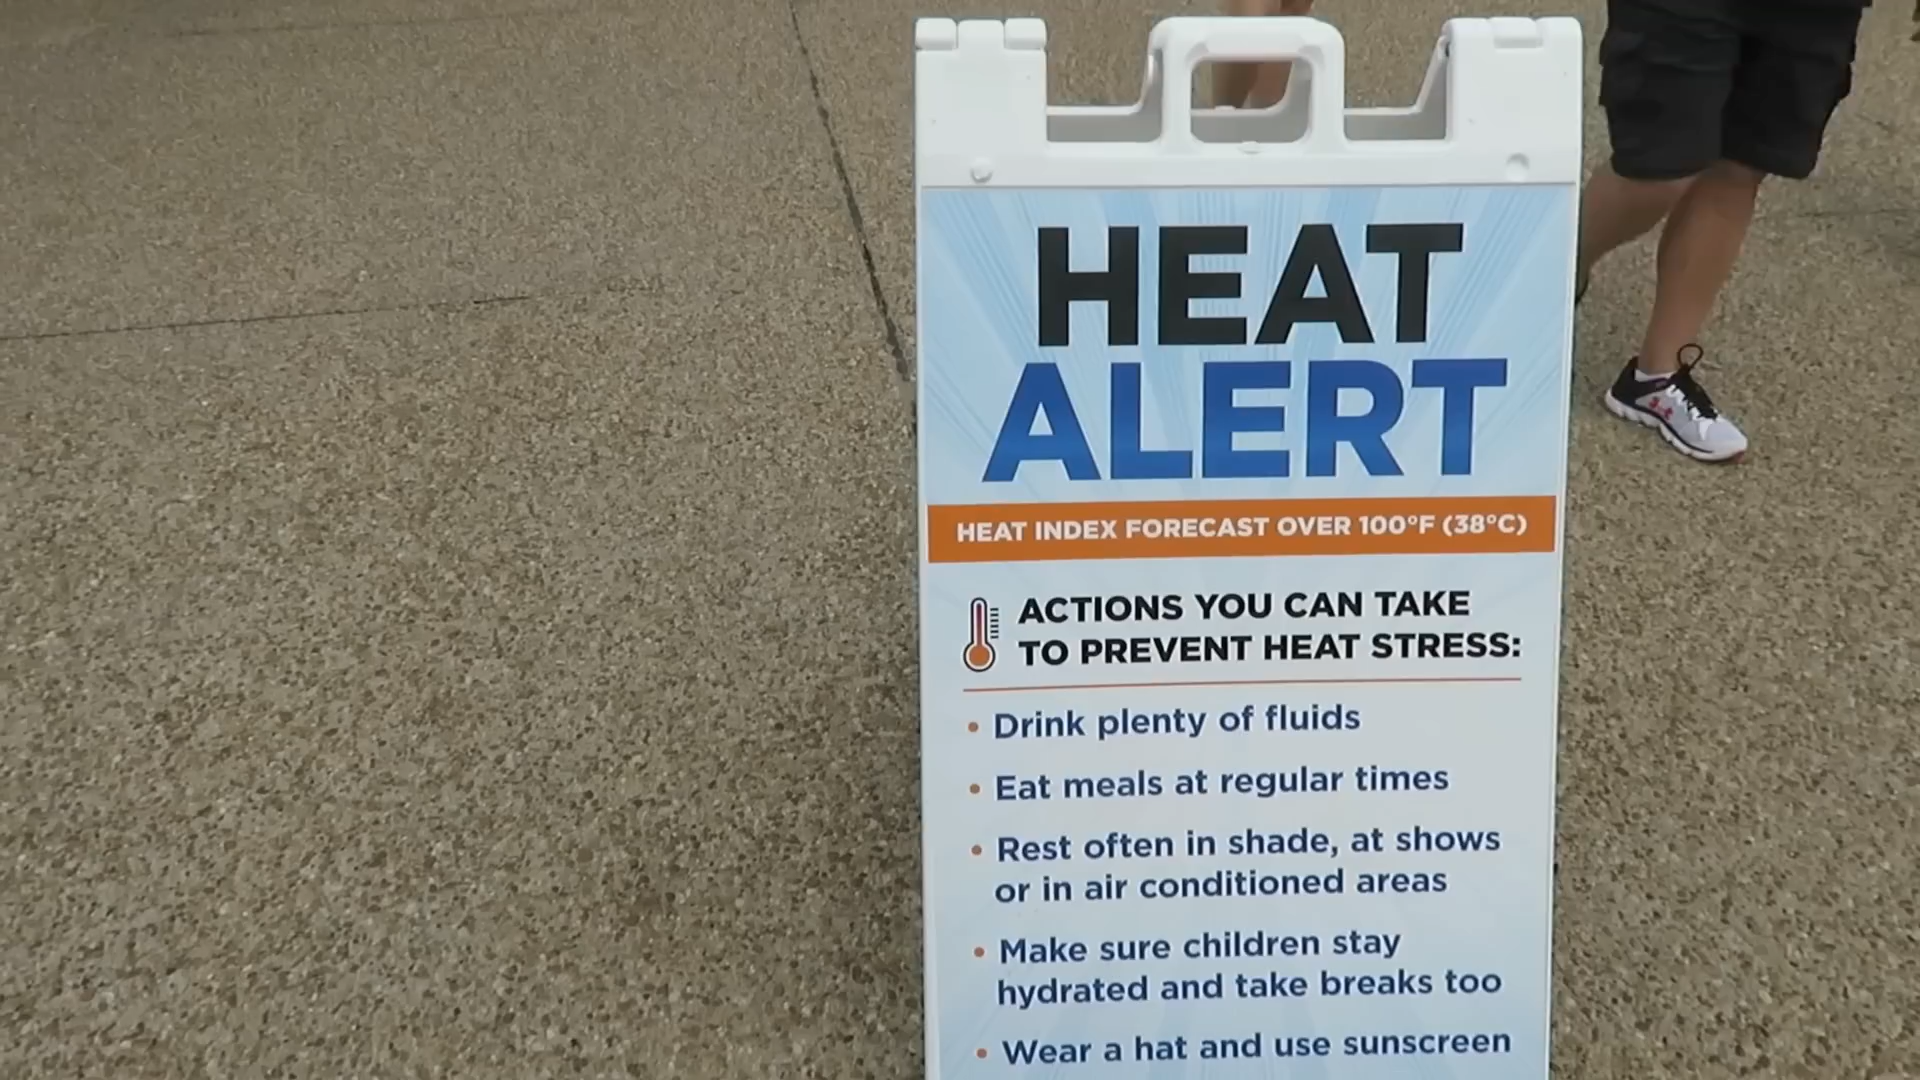 HEAT
ALERT
HEAT INDEX FORECAST OVER 100°F (38°C)
ACTIONS YOU CAN TAKE
TO PREVENT HEAT STRESS:
• Drink plenty of fluids
• Eat meals at regular times
• Rest often in shade, at shows
or in air conditioned areas
• Make sure children stay
hydrated and take breaks too
• Wear a hat and use sunscreen